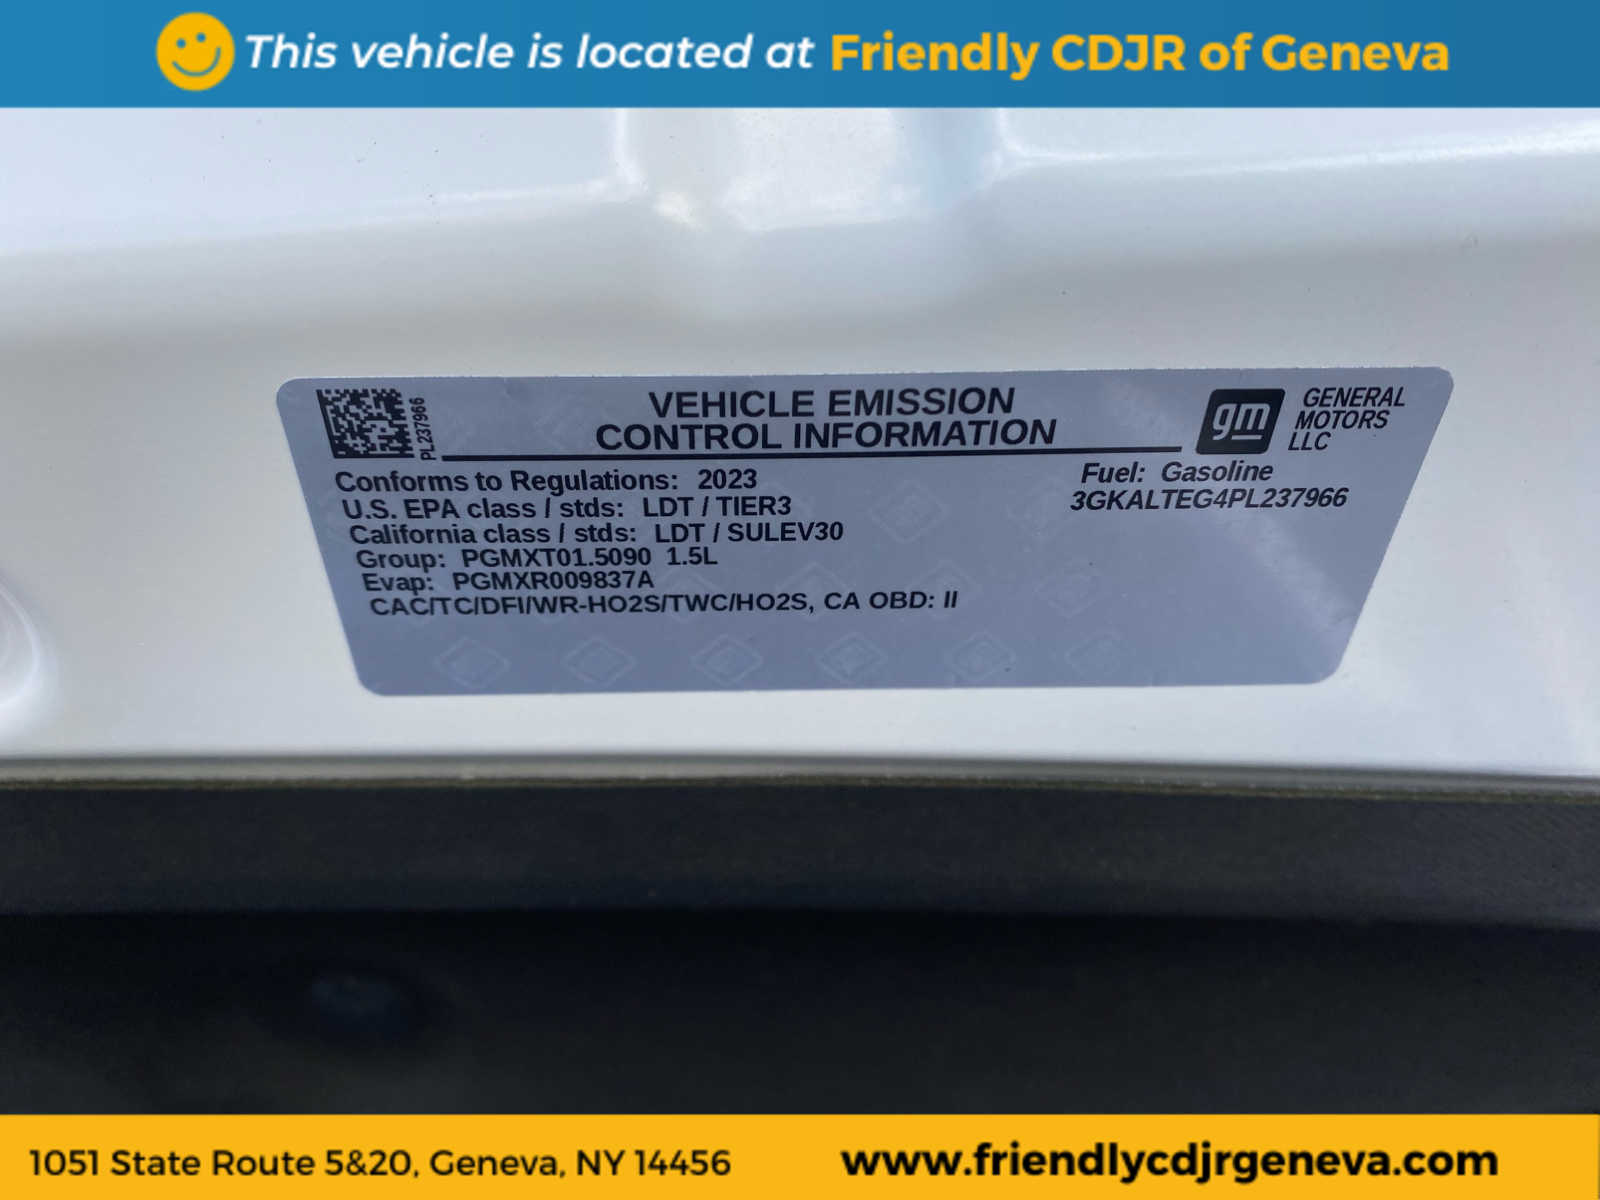 This vehicle is located at Friendly CDJR of Geneva
PL237966
VEHICLE EMISSION
CONTROL INFORMATION
gm
GENERAL
MOTORS
LLC
Conforms to Regulations: 2023
U.S. EPA class / stds: LDT / TIER3
California class / stds: LDT / SULEV30
Group: PGMXT01.5090 1.5L
Evap: PGMXR009837A
CAC/TC/DFI/WR-HO2S/TWC/HO2S, CA OBD: II
Fuel: Gasoline
3GKALTEG4PL237966
1051 State Route 5&20, Geneva, NY 14456
www.friendlycdjrgeneva.com